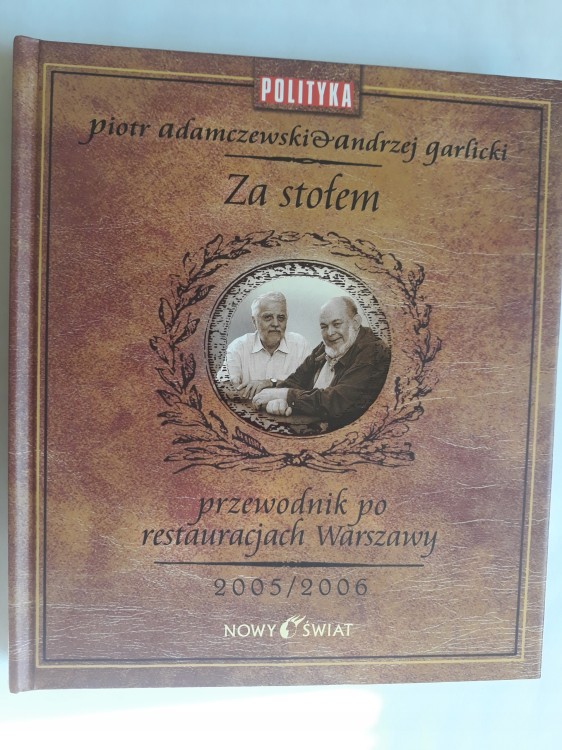 POLITYKA
piotr adamczewski & andrzej garlicki
Za stołem
przewodnik po
restauracjach Warszawy
2005/2006
NOWY ŚWIAT